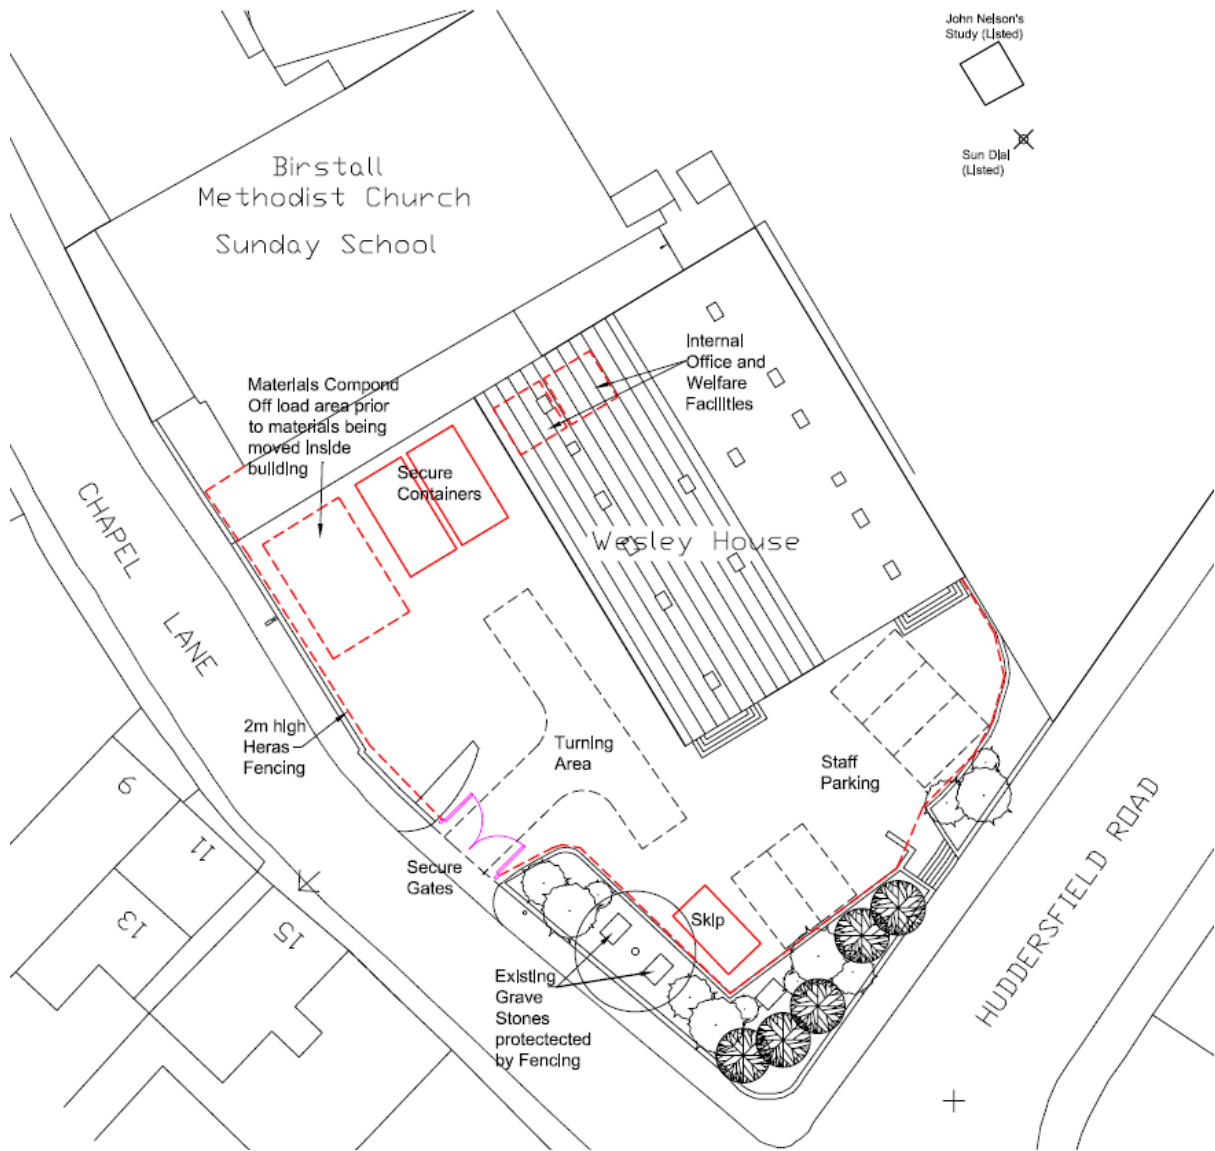 John Nelson's
Study (Listed)
Sun Dial
(Listed)
Birstall
Methodist Church
Sunday School
Internal
Office and
Welfare
Facilities
Materials Compond
Off load area prior
to materials being
moved inside
building
Secure
Containers
Wesley House
CHAPEL
LANE
2m high
Heras
Fencing
Turning
Area
Staff
Parking
9
11
13
15
Secure
Gates
Skip
Existing
Grave
Stones
protectected
by Fencing
HUDDERSFIELD ROAD